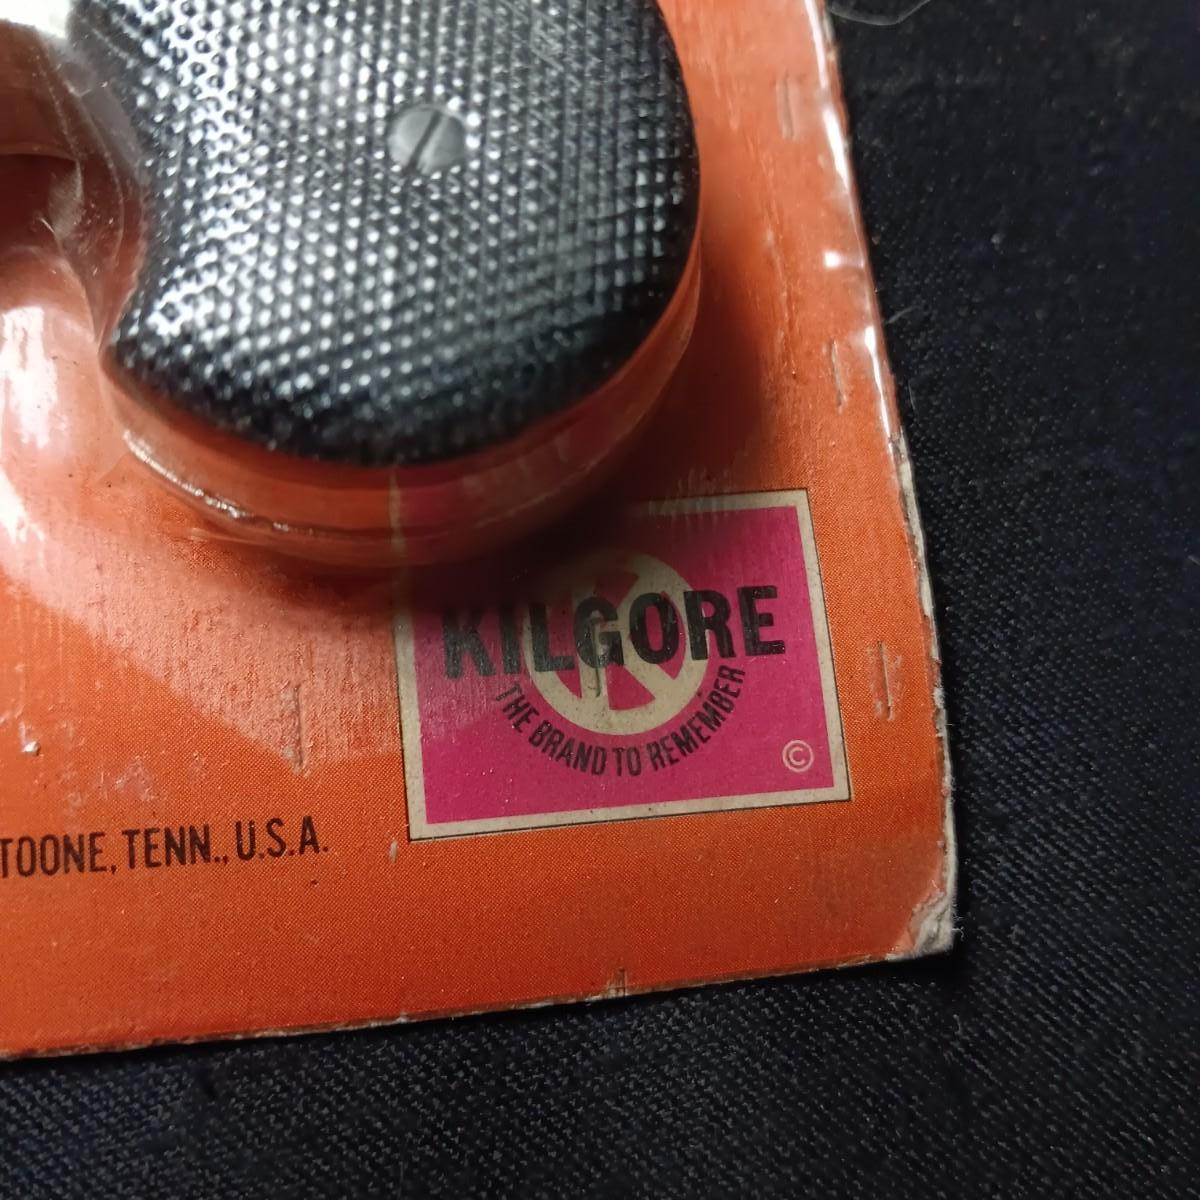 KILGORE
THE BRAND TO REMEMBER
©
TOONE, TENN., U.S.A.